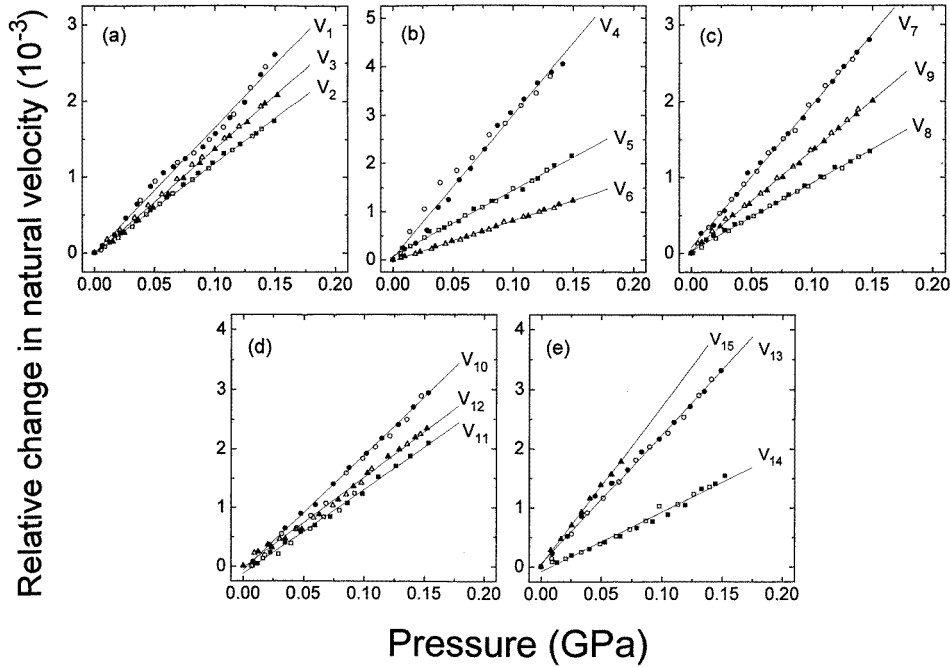 Relative change in natural velocity (10⁻³)
(a)
3
2
1
0
0.00 0.05 0.10 0.15 0.20
V₁
V₃
V₂
(b)
5
4
3
2
1
0
0.00 0.05 0.10 0.15 0.20
V₄
V₅
V₆
(c)
3
2
1
0
0.00 0.05 0.10 0.15 0.20
V₇
V₉
V₈
(d)
4
3
2
1
0
0.00 0.05 0.10 0.15 0.20
V₁₀
V₁₂
V₁₁
(e)
4
3
2
1
0
0.00 0.05 0.10 0.15 0.20
V₁₅
V₁₃
V₁₄
Pressure (GPa)